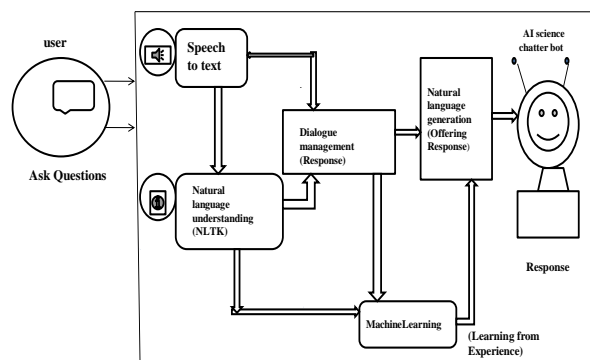 user
Ask Questions
Speech
to text
Natural
language
understanding
(NLTK)
Dialogue
management
(Response)
MachineLearning
(Learning from
Experience)
Natural
language
generation
(Offering
Response)
AI science
chatter bot
Response